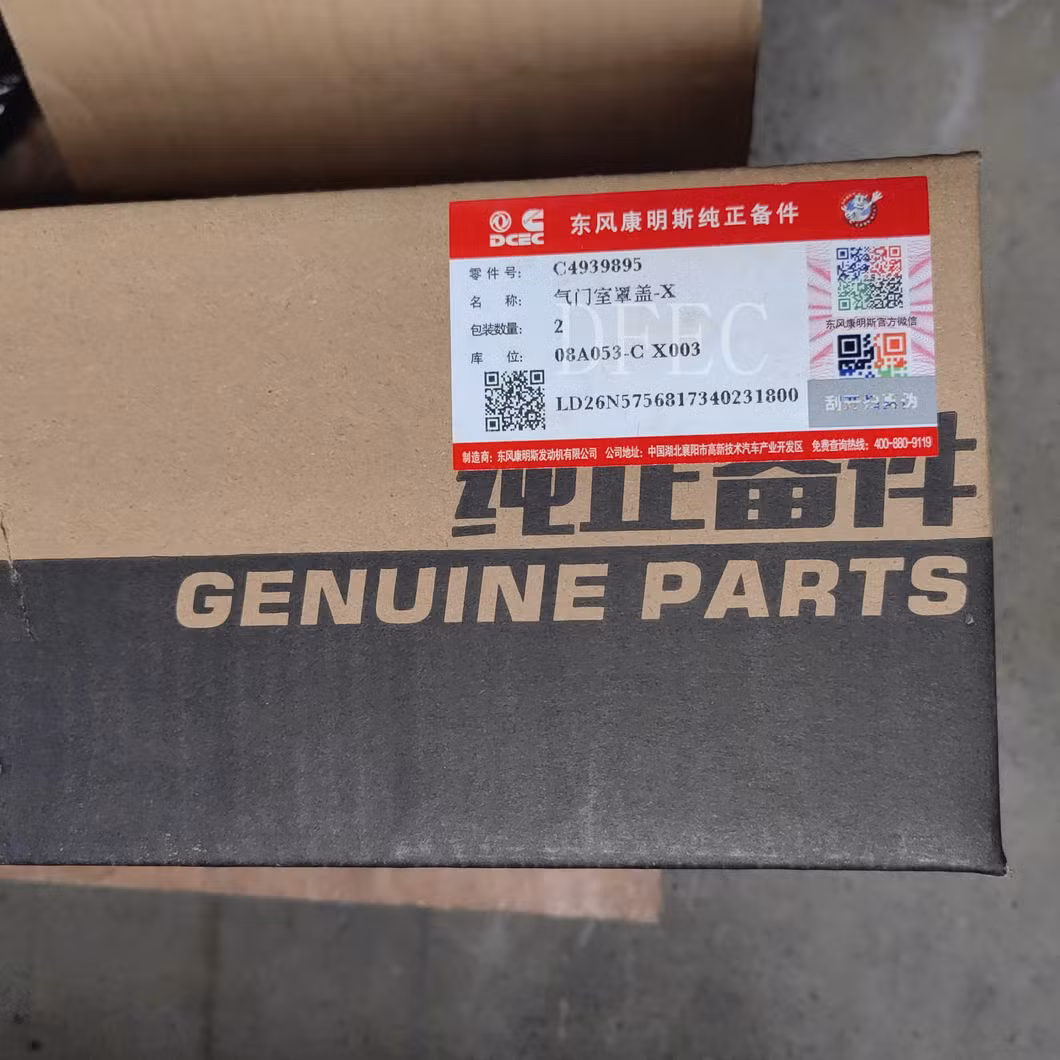 DCEC
东风康明斯纯正备件
零件号: C4939895
名 称: 气门室罩盖-X
包装数量: 2
库 位: 08A053-C X003
DFEC
LD26N5756817340231800
东风康明斯官方微信
制造商: 东风康明斯发动机有限公司 公司地址: 中国湖北襄阳市高新技术汽车产业开发区 免费查询热线: 400-880-9119
纯正备件
GENUINE PARTS